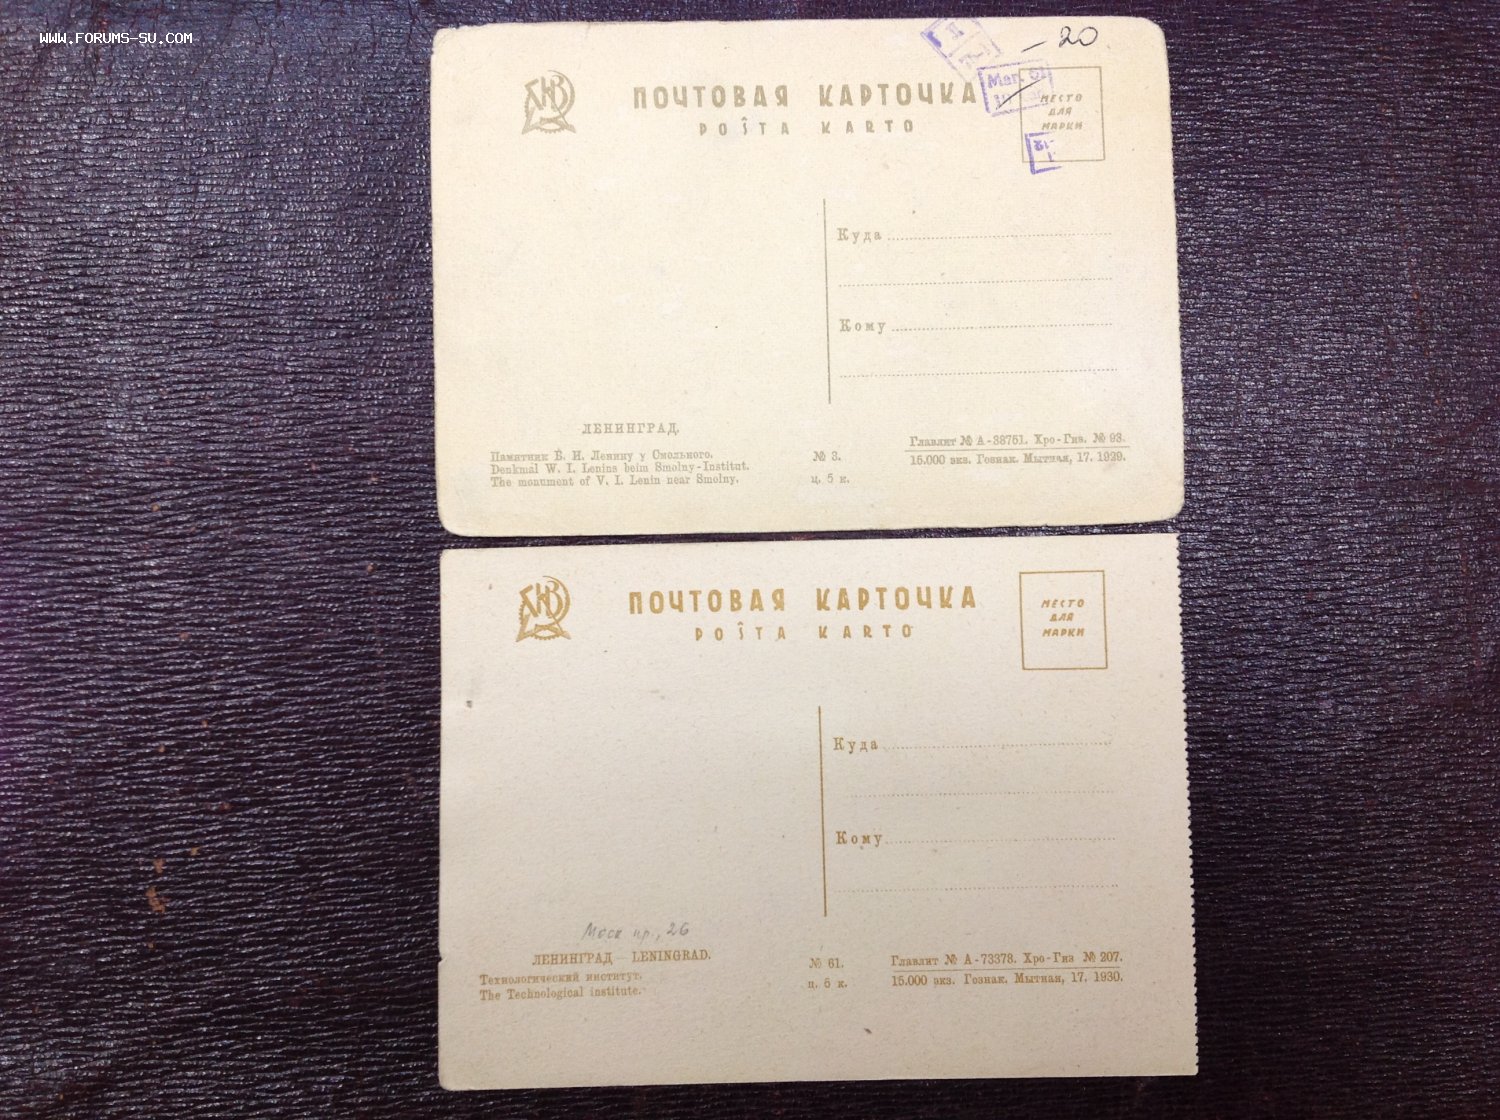 WWW.FORUMS-SU.COM
– 20
ПОЧТОВАЯ КАРТОЧКА
POŜTA KARTO
Маг.
МЕСТО
ДЛЯ
МАРКИ
Куда
Кому
ЛЕНИНГРАД.
Памятник В. И. Ленину у Смольного.
Denkmal W. I. Lenins beim Smolny-Institut.
The monument of V. I. Lenin near Smolny.
№ 3.
ц. 5 к.
Главлит № А-38751. Хро-Гиз. № 93.
15.000 экз. Гознак. Мытная, 17. 1929.
ПОЧТОВАЯ КАРТОЧКА
POŜTA KARTO
МЕСТО
ДЛЯ
МАРКИ
Куда
Кому
Моск пр., 26
ЛЕНИНГРАД – LENINGRAD.
Технологический институт.
The Technological institute.
№ 61.
ц. 5 к.
Главлит № А-73378. Хро-Гиз № 207.
15.000 экз. Гознак. Мытная, 17. 1930.